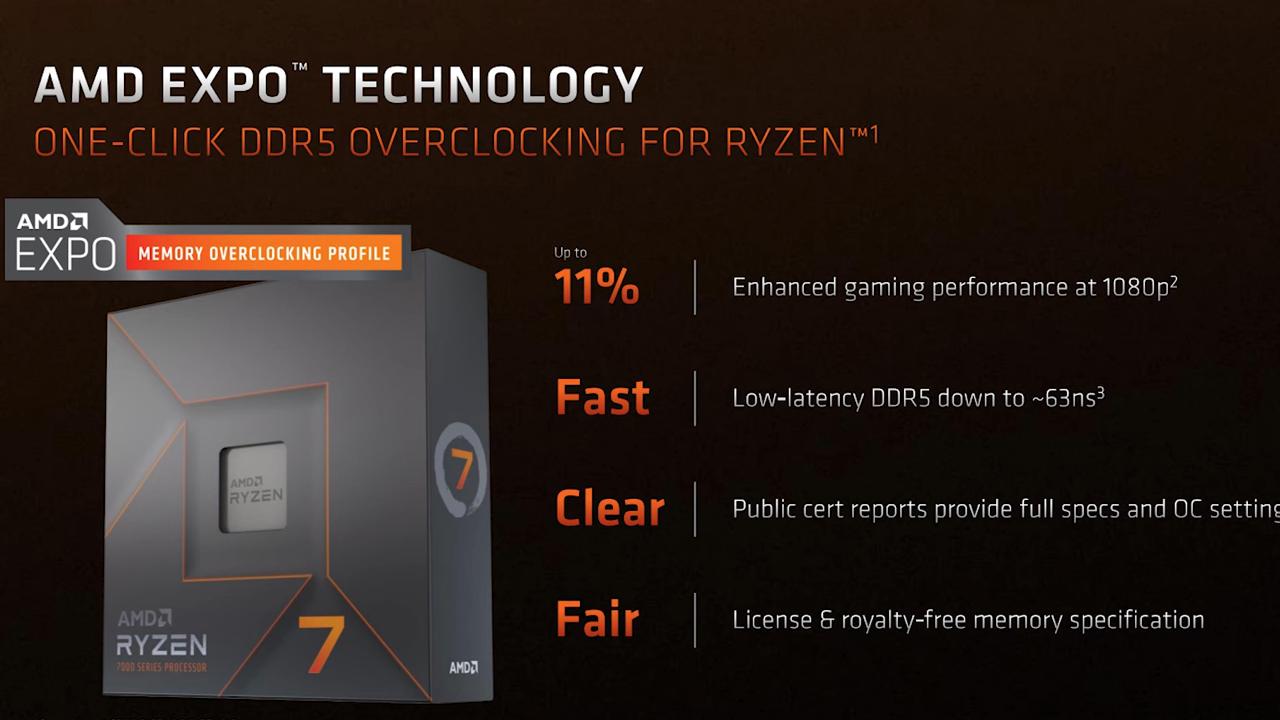 AMD EXPO™ TECHNOLOGY
ONE-CLICK DDR5 OVERCLOCKING FOR RYZEN™¹
AMD
EXPO MEMORY OVERCLOCKING PROFILE
Up to
11% Enhanced gaming performance at 1080p²
Fast Low-latency DDR5 down to ~63ns³
Clear Public cert reports provide full specs and OC setting
Fair License & royalty-free memory specification
AMD
RYZEN
7
AMD
RYZEN
7000 SERIES PROCESSOR
7
AMD